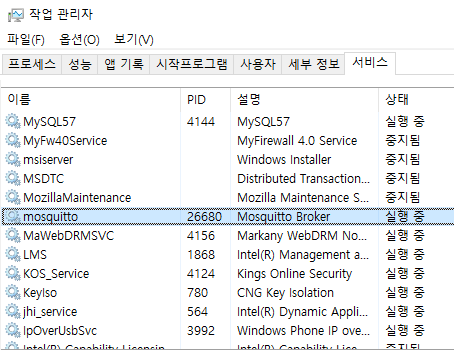 작업 관리자
파일(F) 옵션(O) 보기(V)
프로세스 성능 앱 기록 시작프로그램 사용자 세부 정보 서비스
이름 PID 설명 상태
MySQL57 4144 MySQL57 실행 중
MyFw40Service MyFirewall 4.0 Service 중지됨
msiserver Windows Installer 중지됨
MSDTC Distributed Transaction... 중지됨
MozillaMaintenance Mozilla Maintenance S... 중지됨
mosquitto 26680 Mosquitto Broker 실행 중
MaWebDRMSVC 4156 Markany WebDRM No... 실행 중
LMS 1868 Intel(R) Management a... 실행 중
KOS_Service 4124 Kings Online Security 실행 중
KeyIso 780 CNG Key Isolation 실행 중
jhi_service 564 Intel(R) Dynamic Applic... 실행 중
IpOverUsbSvc 3992 Windows Phone IP ove... 실행 중